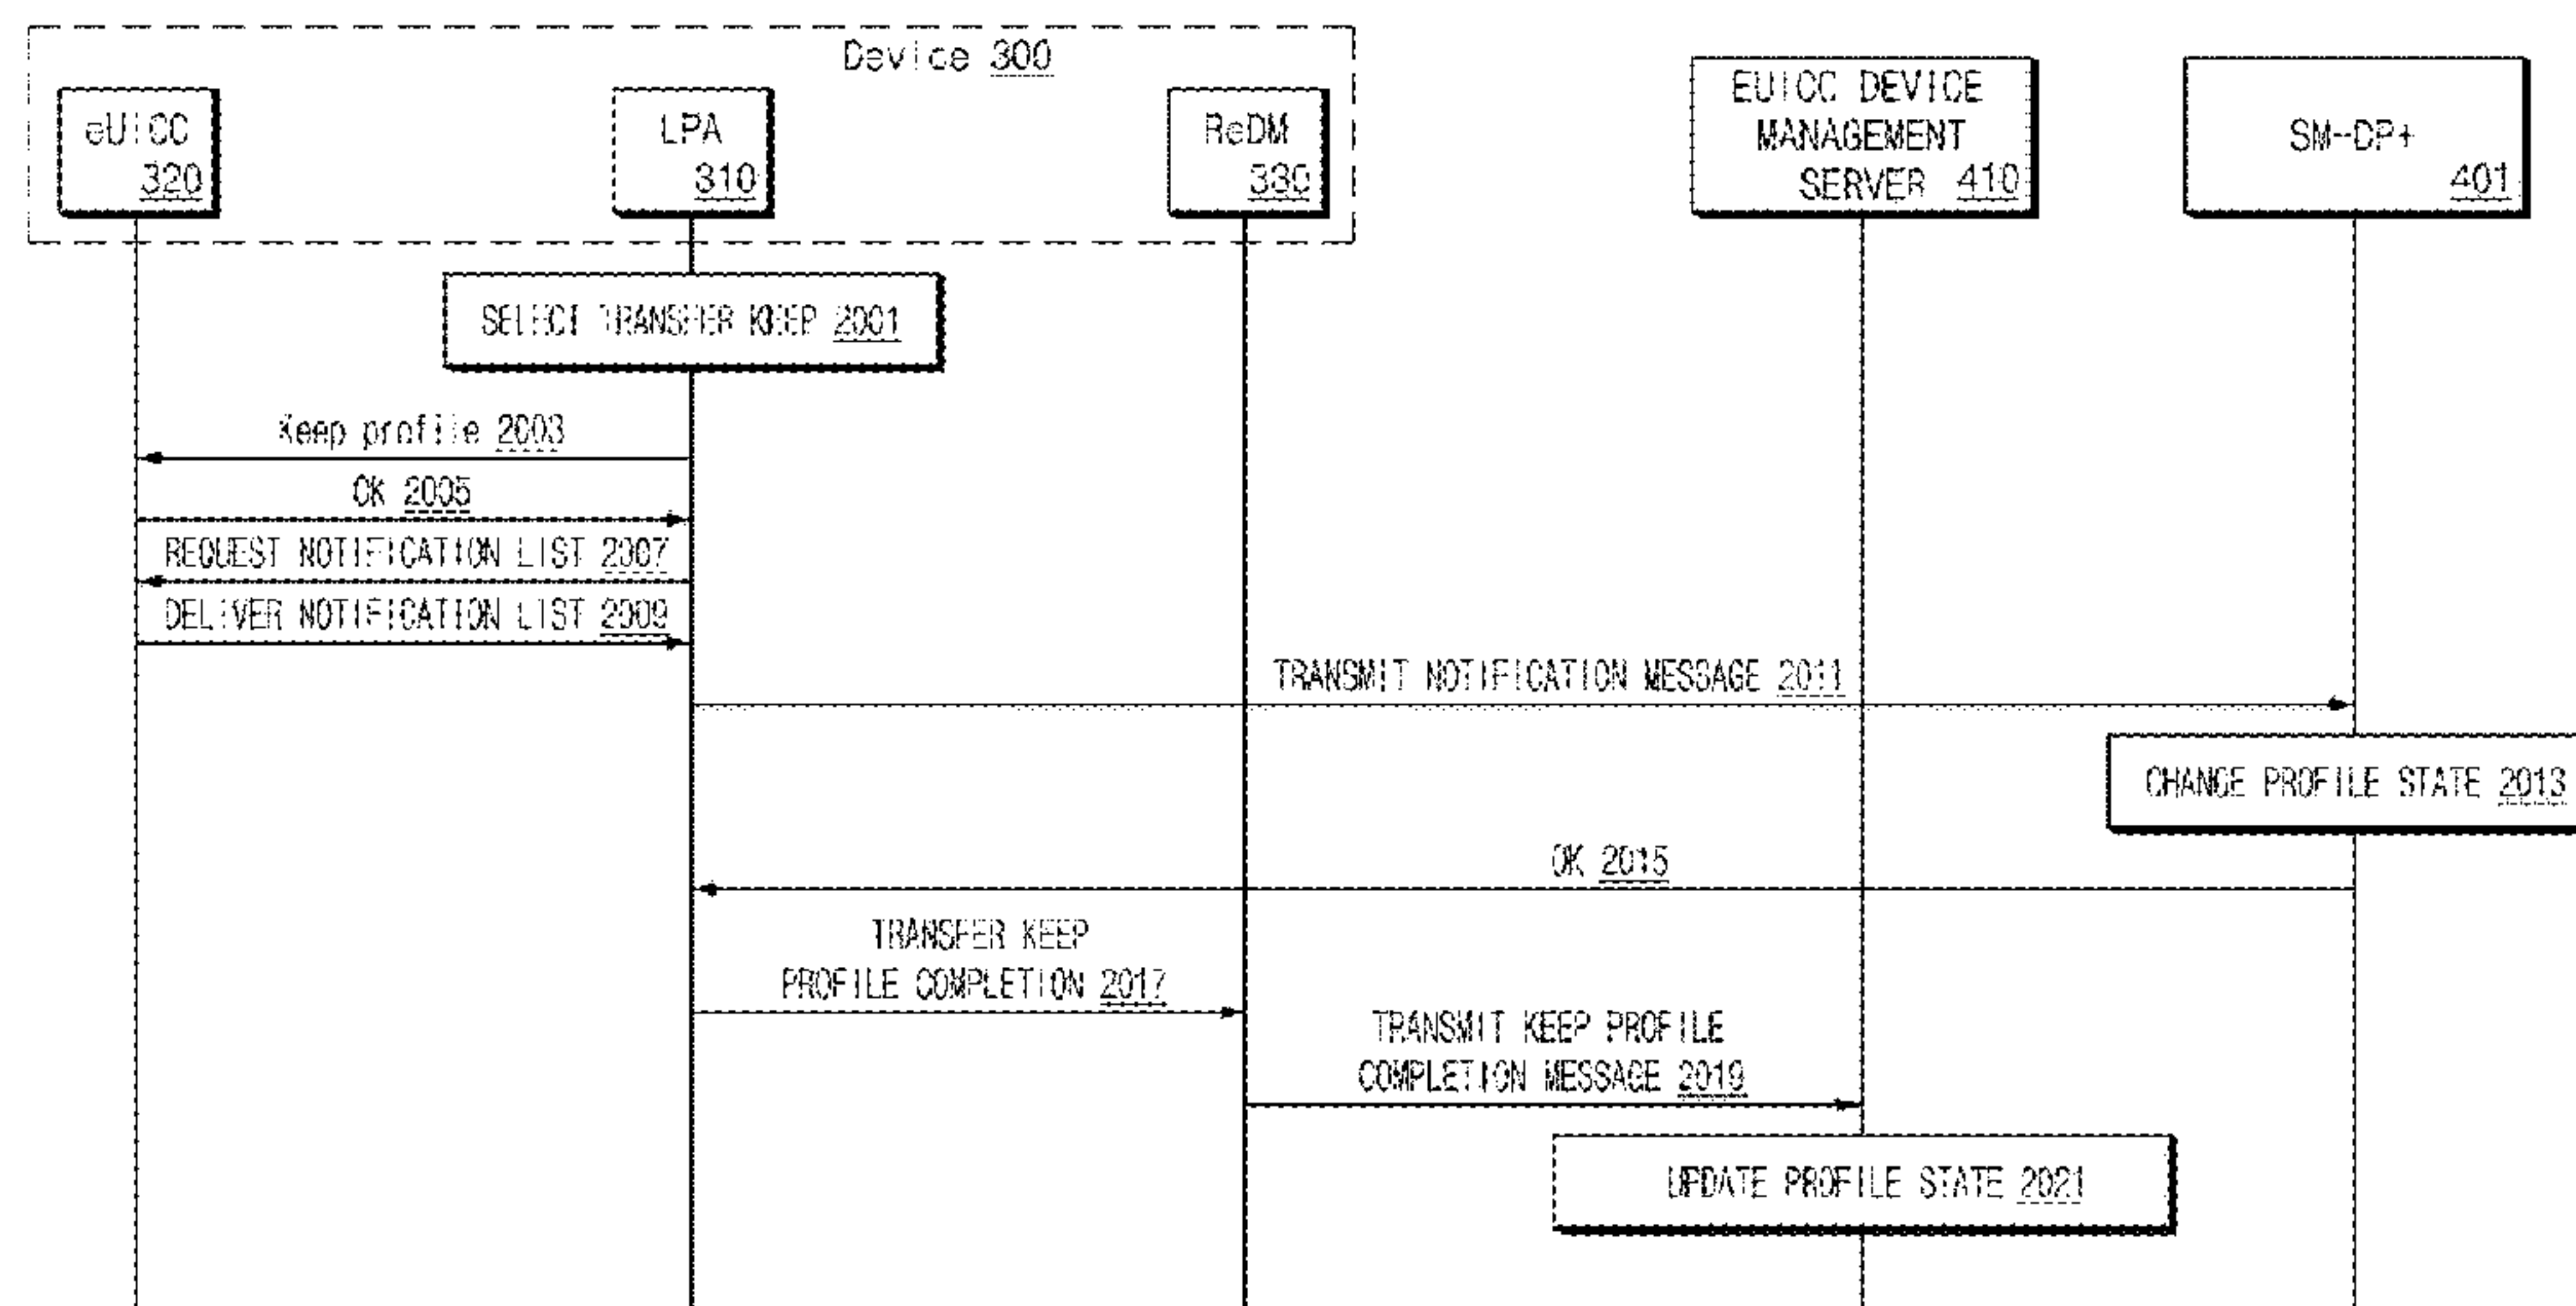 Device 300
eUICC
320
LPA
310
ReDM
330
EUICC DEVICE
MANAGEMENT
SERVER 410
SM-DP+
401
SELECT TRANSFER KEEP 2001
Keep profile 2003
OK 2005
REQUEST NOTIFICATION LIST 2007
DELIVER NOTIFICATION LIST 2009
TRANSMIT NOTIFICATION MESSAGE 2011
CHANGE PROFILE STATE 2013
OK 2015
TRANSFER KEEP
PROFILE COMPLETION 2017
TRANSMIT KEEP PROFILE
COMPLETION MESSAGE 2019
UPDATE PROFILE STATE 2021